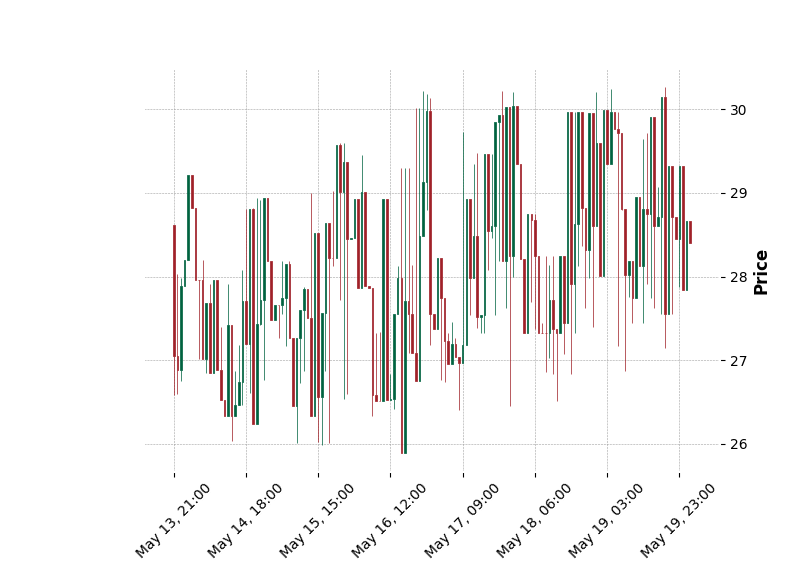 30
29
28
27
26
Price
May 13, 21:00
May 14, 18:00
May 15, 15:00
May 16, 12:00
May 17, 09:00
May 18, 06:00
May 19, 03:00
May 19, 23:00